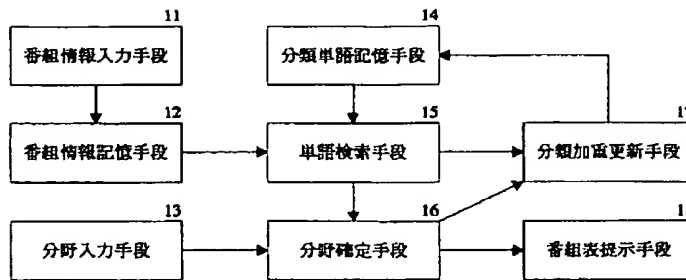 11
番組情報入力手段
14
分類単語記憶手段
12
番組情報記憶手段
15
単語検索手段
分類加重更新手段
13
分野入力手段
16
分野確定手段
番組表提示手段